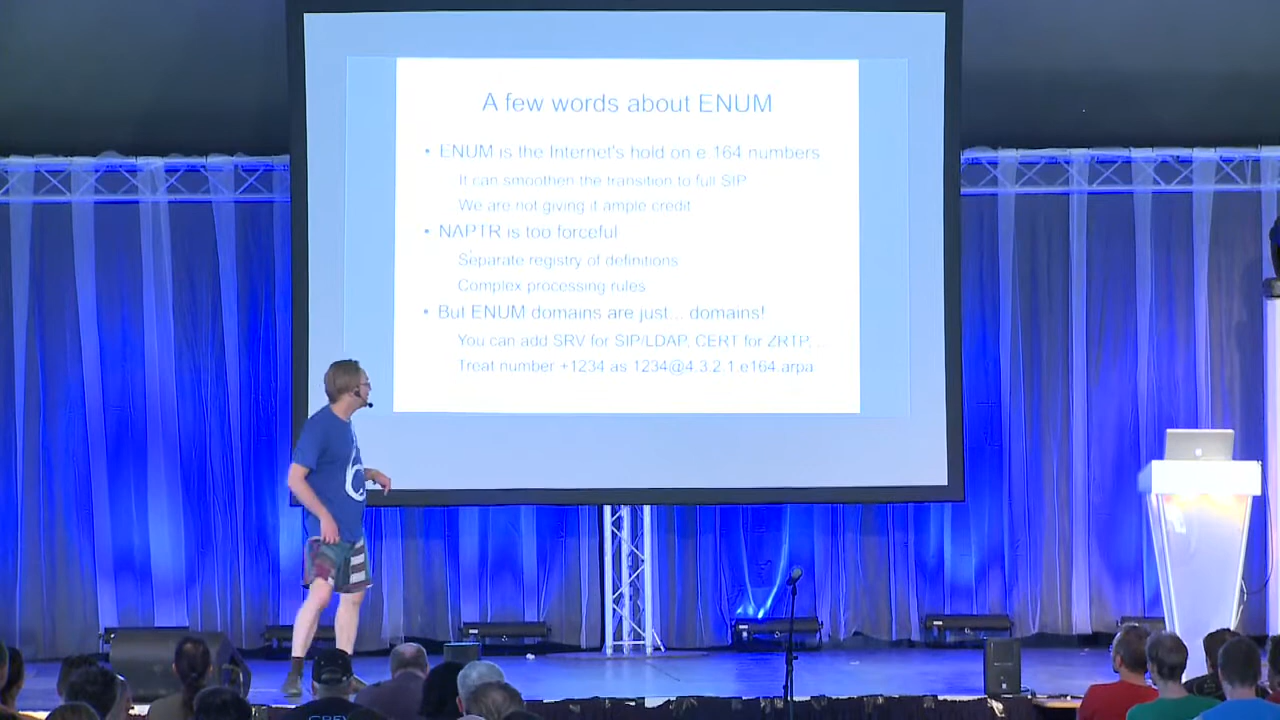 A few words about ENUM
• ENUM is the Internet's hold on e.164 numbers
It can smoothen the transition to full SIP
We are not giving it ample credit
• NAPTR is too forceful
Separate registry of definitions
Complex processing rules
• But ENUM domains are just... domains!
You can add SRV for SIP/LDAP, CERT for ZRTP, ...
Treat number +1234 as 1234@4.3.2.1.e164.arpa